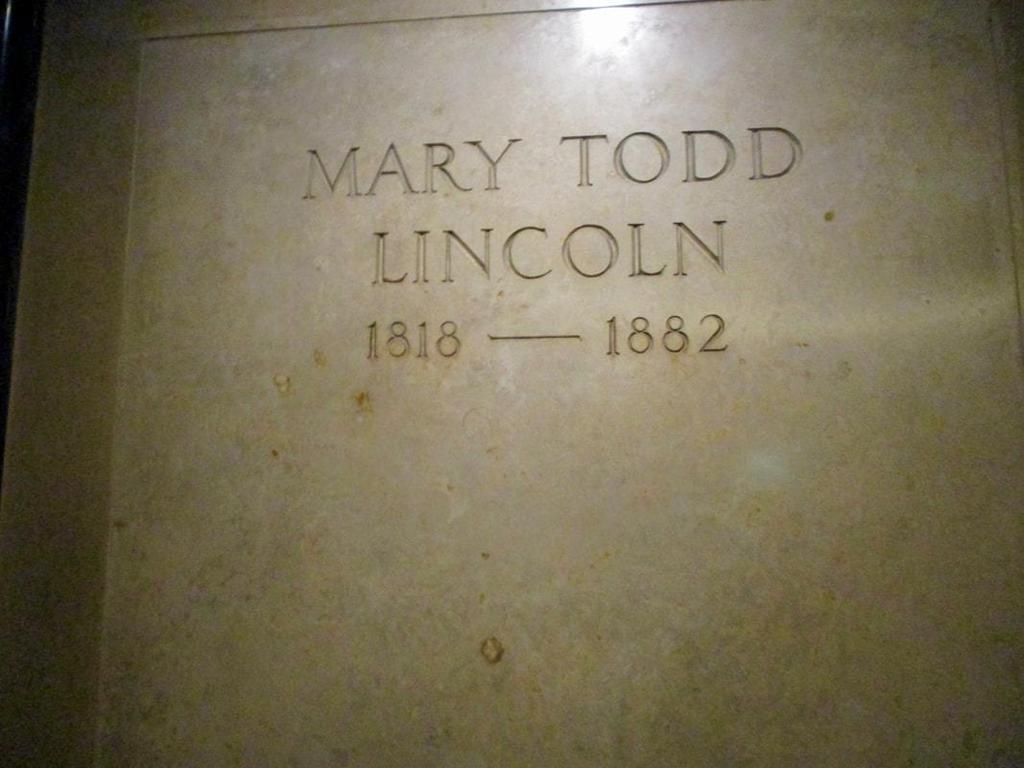 MARY TODD
LINCOLN
1818 — 1882